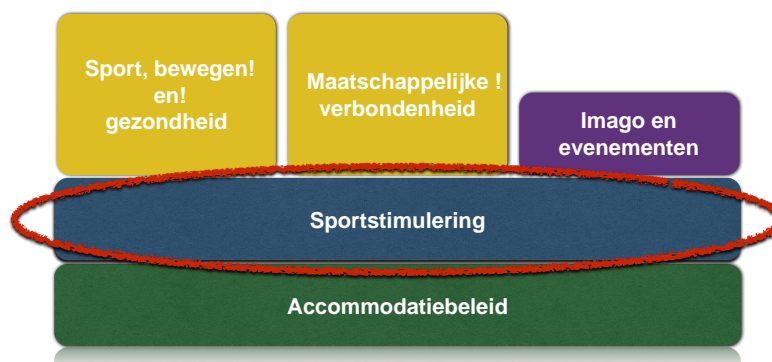 Sport, bewegen!
en!
gezondheid
Maatschappelijke !
verbondenheid
Imago en
evenementen
Sportstimulering
Accommodatiebeleid